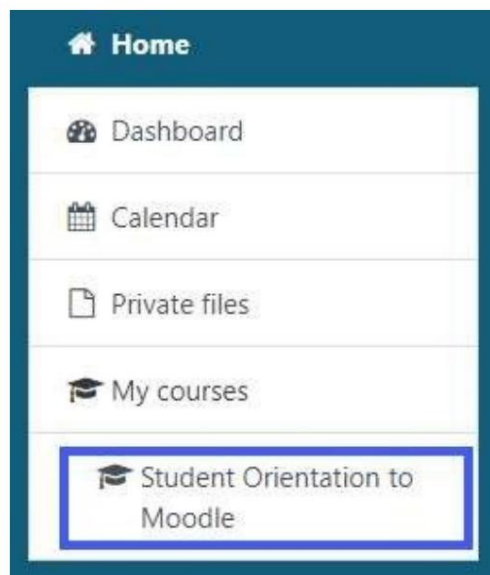 Home
Dashboard
Calendar
Private files
My courses
Student Orientation to
Moodle